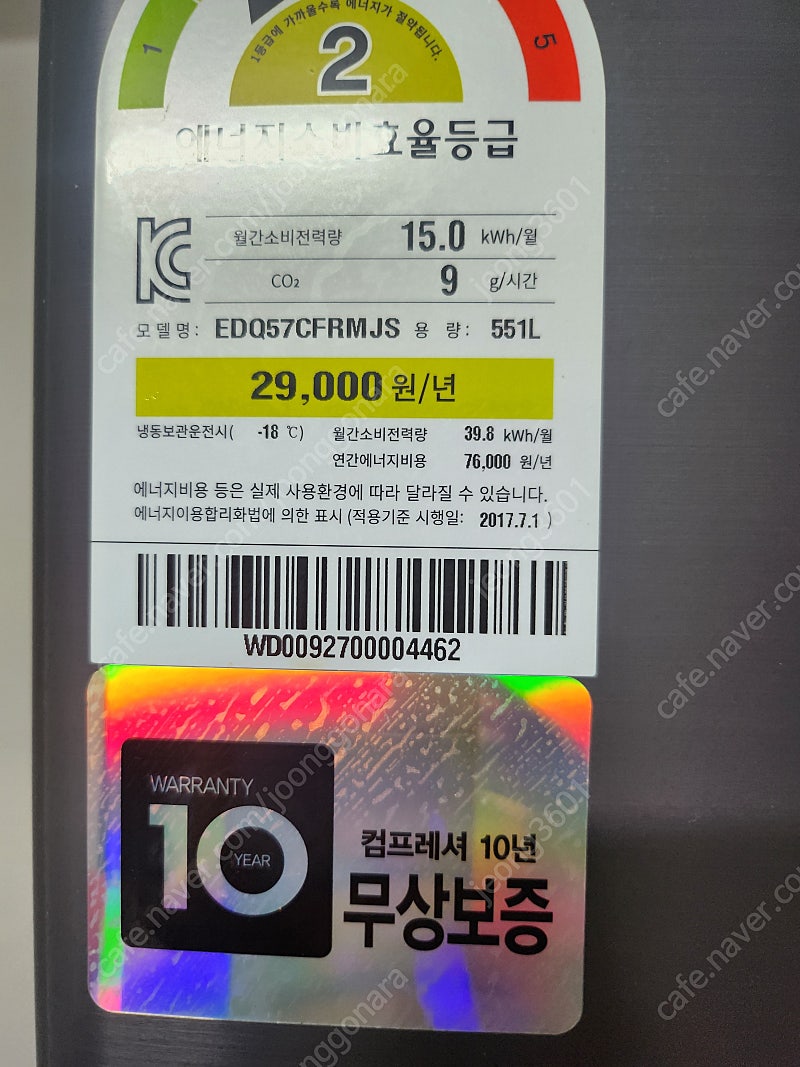 1등급에 가까울수록 에너지가 절약됩니다.
1
2
5
에너지소비효율등급
월간소비전력량 15.0 kWh/월
CO₂ 9 g/시간
모델명: EDQ57CFRMJS 용량: 551L
29,000 원/년
냉동보관운전시( -18 ℃) 월간소비전력량 39.8 kWh/월
연간에너지비용 76,000 원/년
에너지비용 등은 실제 사용환경에 따라 달라질 수 있습니다.
에너지이용합리화법에 의한 표시 (적용기준 시행일: 2017.7.1 )
WD0092700004462
WARRANTY
10
YEAR
컴프레셔 10년
무상보증
cafe.naver.com/joonggonara
joong3601